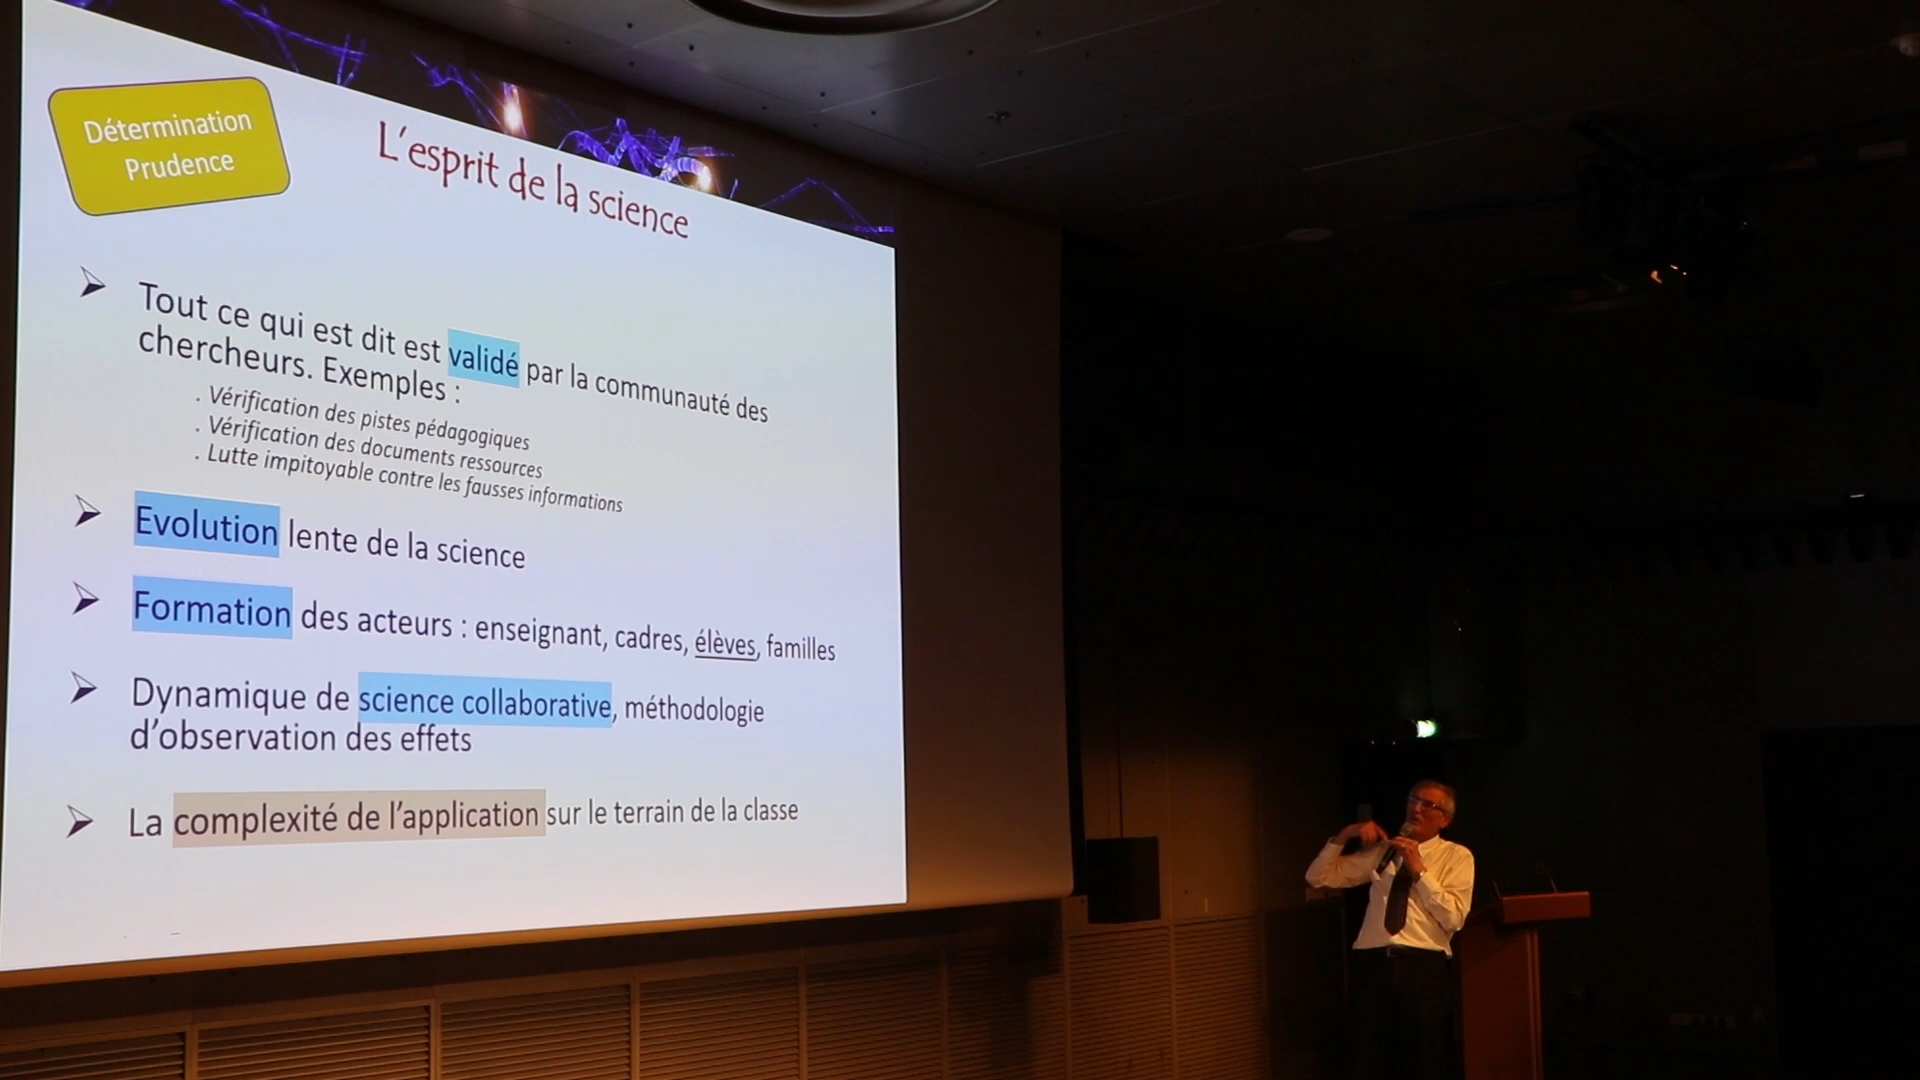 Détermination
Prudence
L'esprit de la science
Tout ce qui est dit est validé par la communauté des
chercheurs. Exemples :
. Vérification des pistes pédagogiques
. Vérification des documents ressources
. Lutte impitoyable contre les fausses informations
Evolution lente de la science
Formation des acteurs : enseignant, cadres, élèves, familles
Dynamique de science collaborative, méthodologie
d'observation des effets
La complexité de l'application sur le terrain de la classe